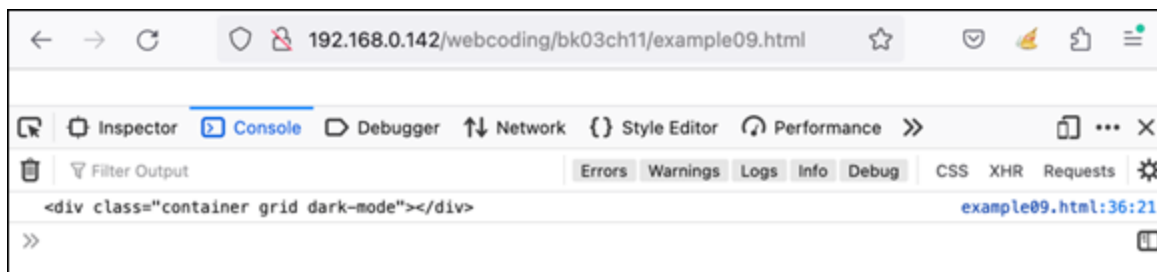 192.168.0.142/webcoding/bk03ch11/example09.html
Inspector Console Debugger Network {} Style Editor Performance
Filter Output Errors Warnings Logs Info Debug CSS XHR Requests
<div class="container grid dark-mode"></div> example09.html:36:21